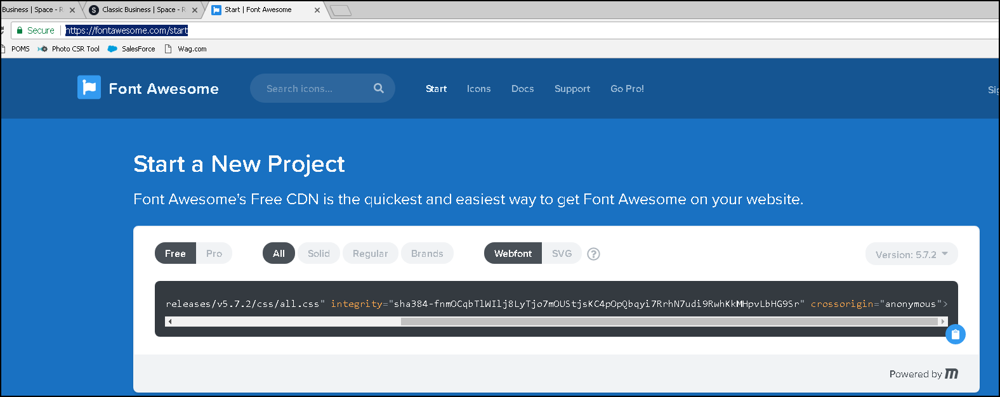 Business | Space - R
Classic Business | Space - R
Start | Font Awesome
Secure
https://fontawesome.com/start
POMS
Photo CSR Tool
SalesForce
Wag.com
Font Awesome
Search icons...
Start
Icons
Docs
Support
Go Pro!
Sig
Start a New Project
Font Awesome's Free CDN is the quickest and easiest way to get Font Awesome on your website.
Free
Pro
All
Solid
Regular
Brands
Webfont
SVG
?
Version: 5.7.2
releases/v5.7.2/css/all.css" integrity="sha384-fnmOCqbTlWIlj8LyTjo7mOUStjsKC4pOpQbqyi7RrhN7udi9RwhKkMHpvLbHG9Sr" crossorigin="anonymous">
Powered by m